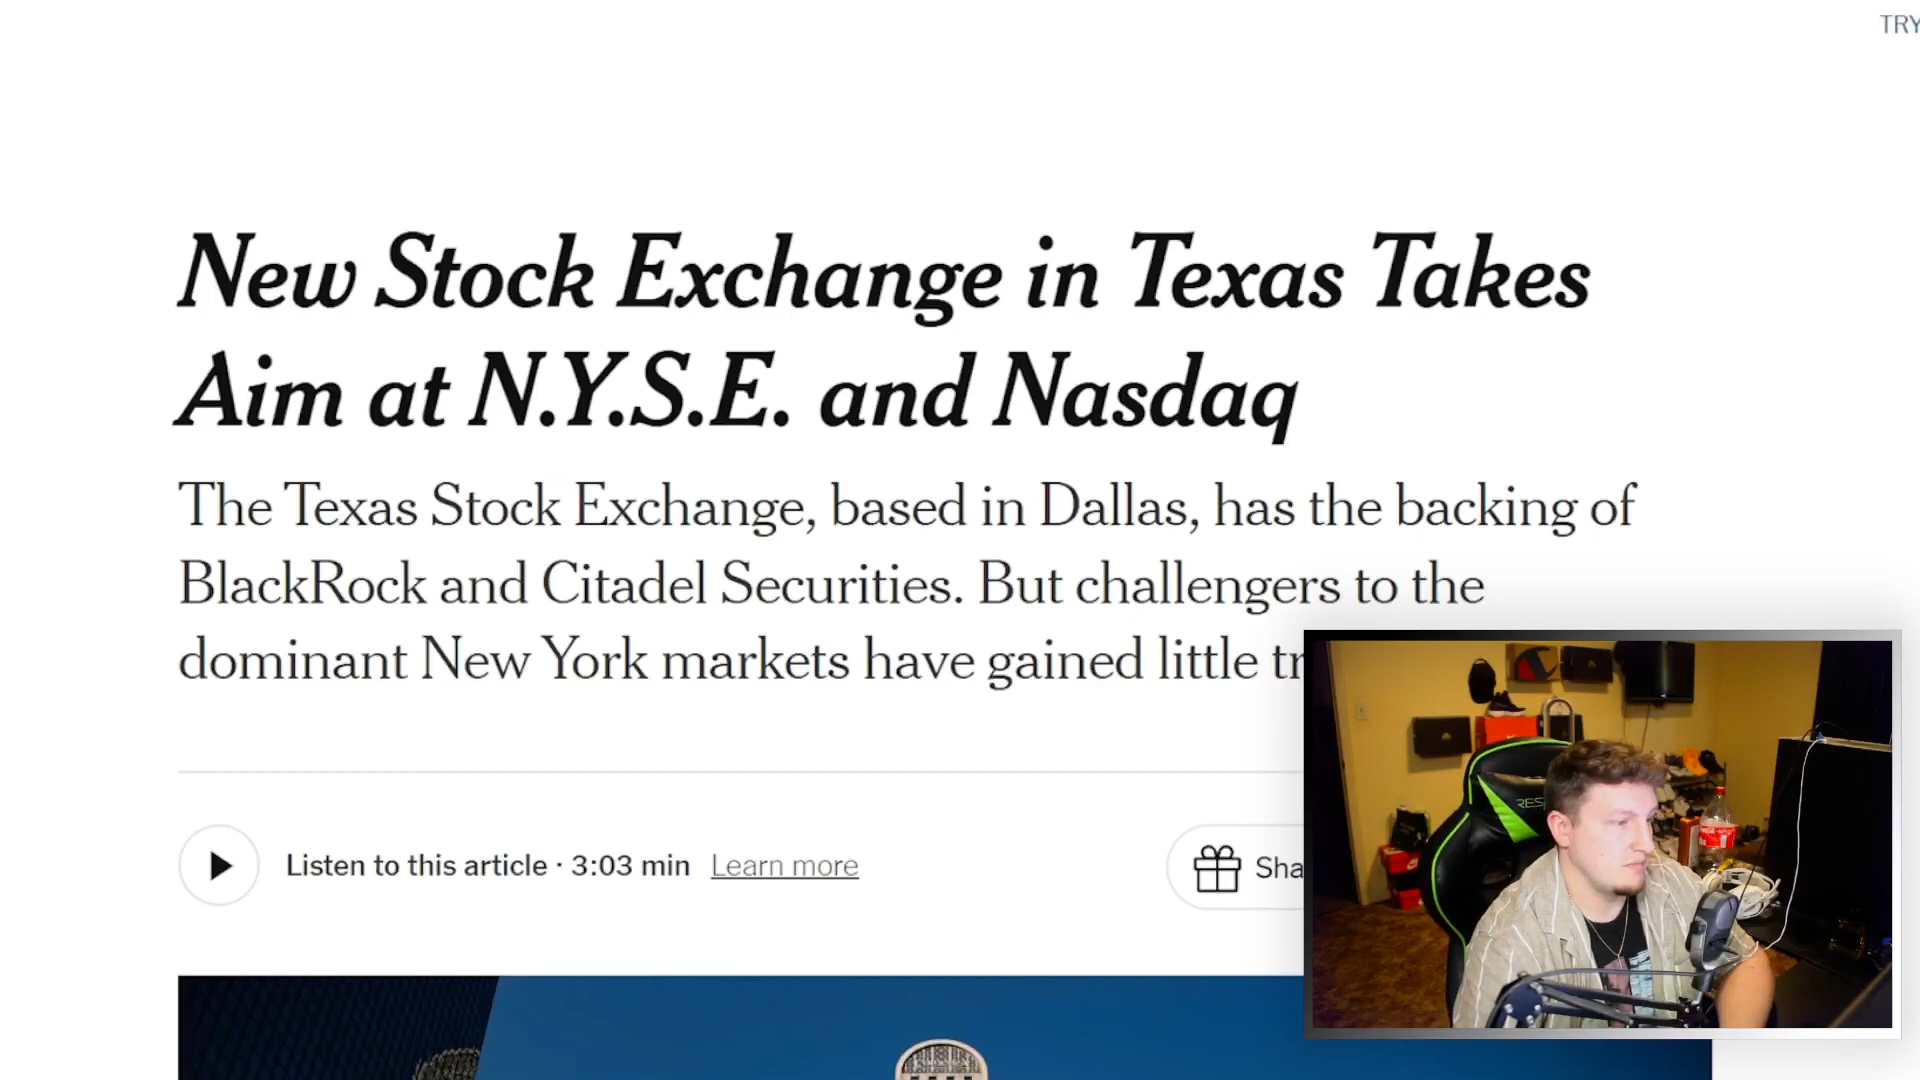 TRY
New Stock Exchange in Texas Takes
Aim at N.Y.S.E. and Nasdaq
The Texas Stock Exchange, based in Dallas, has the backing of
BlackRock and Citadel Securities. But challengers to the
dominant New York markets have gained little tr
Listen to this article · 3:03 min Learn more
Sha
RES